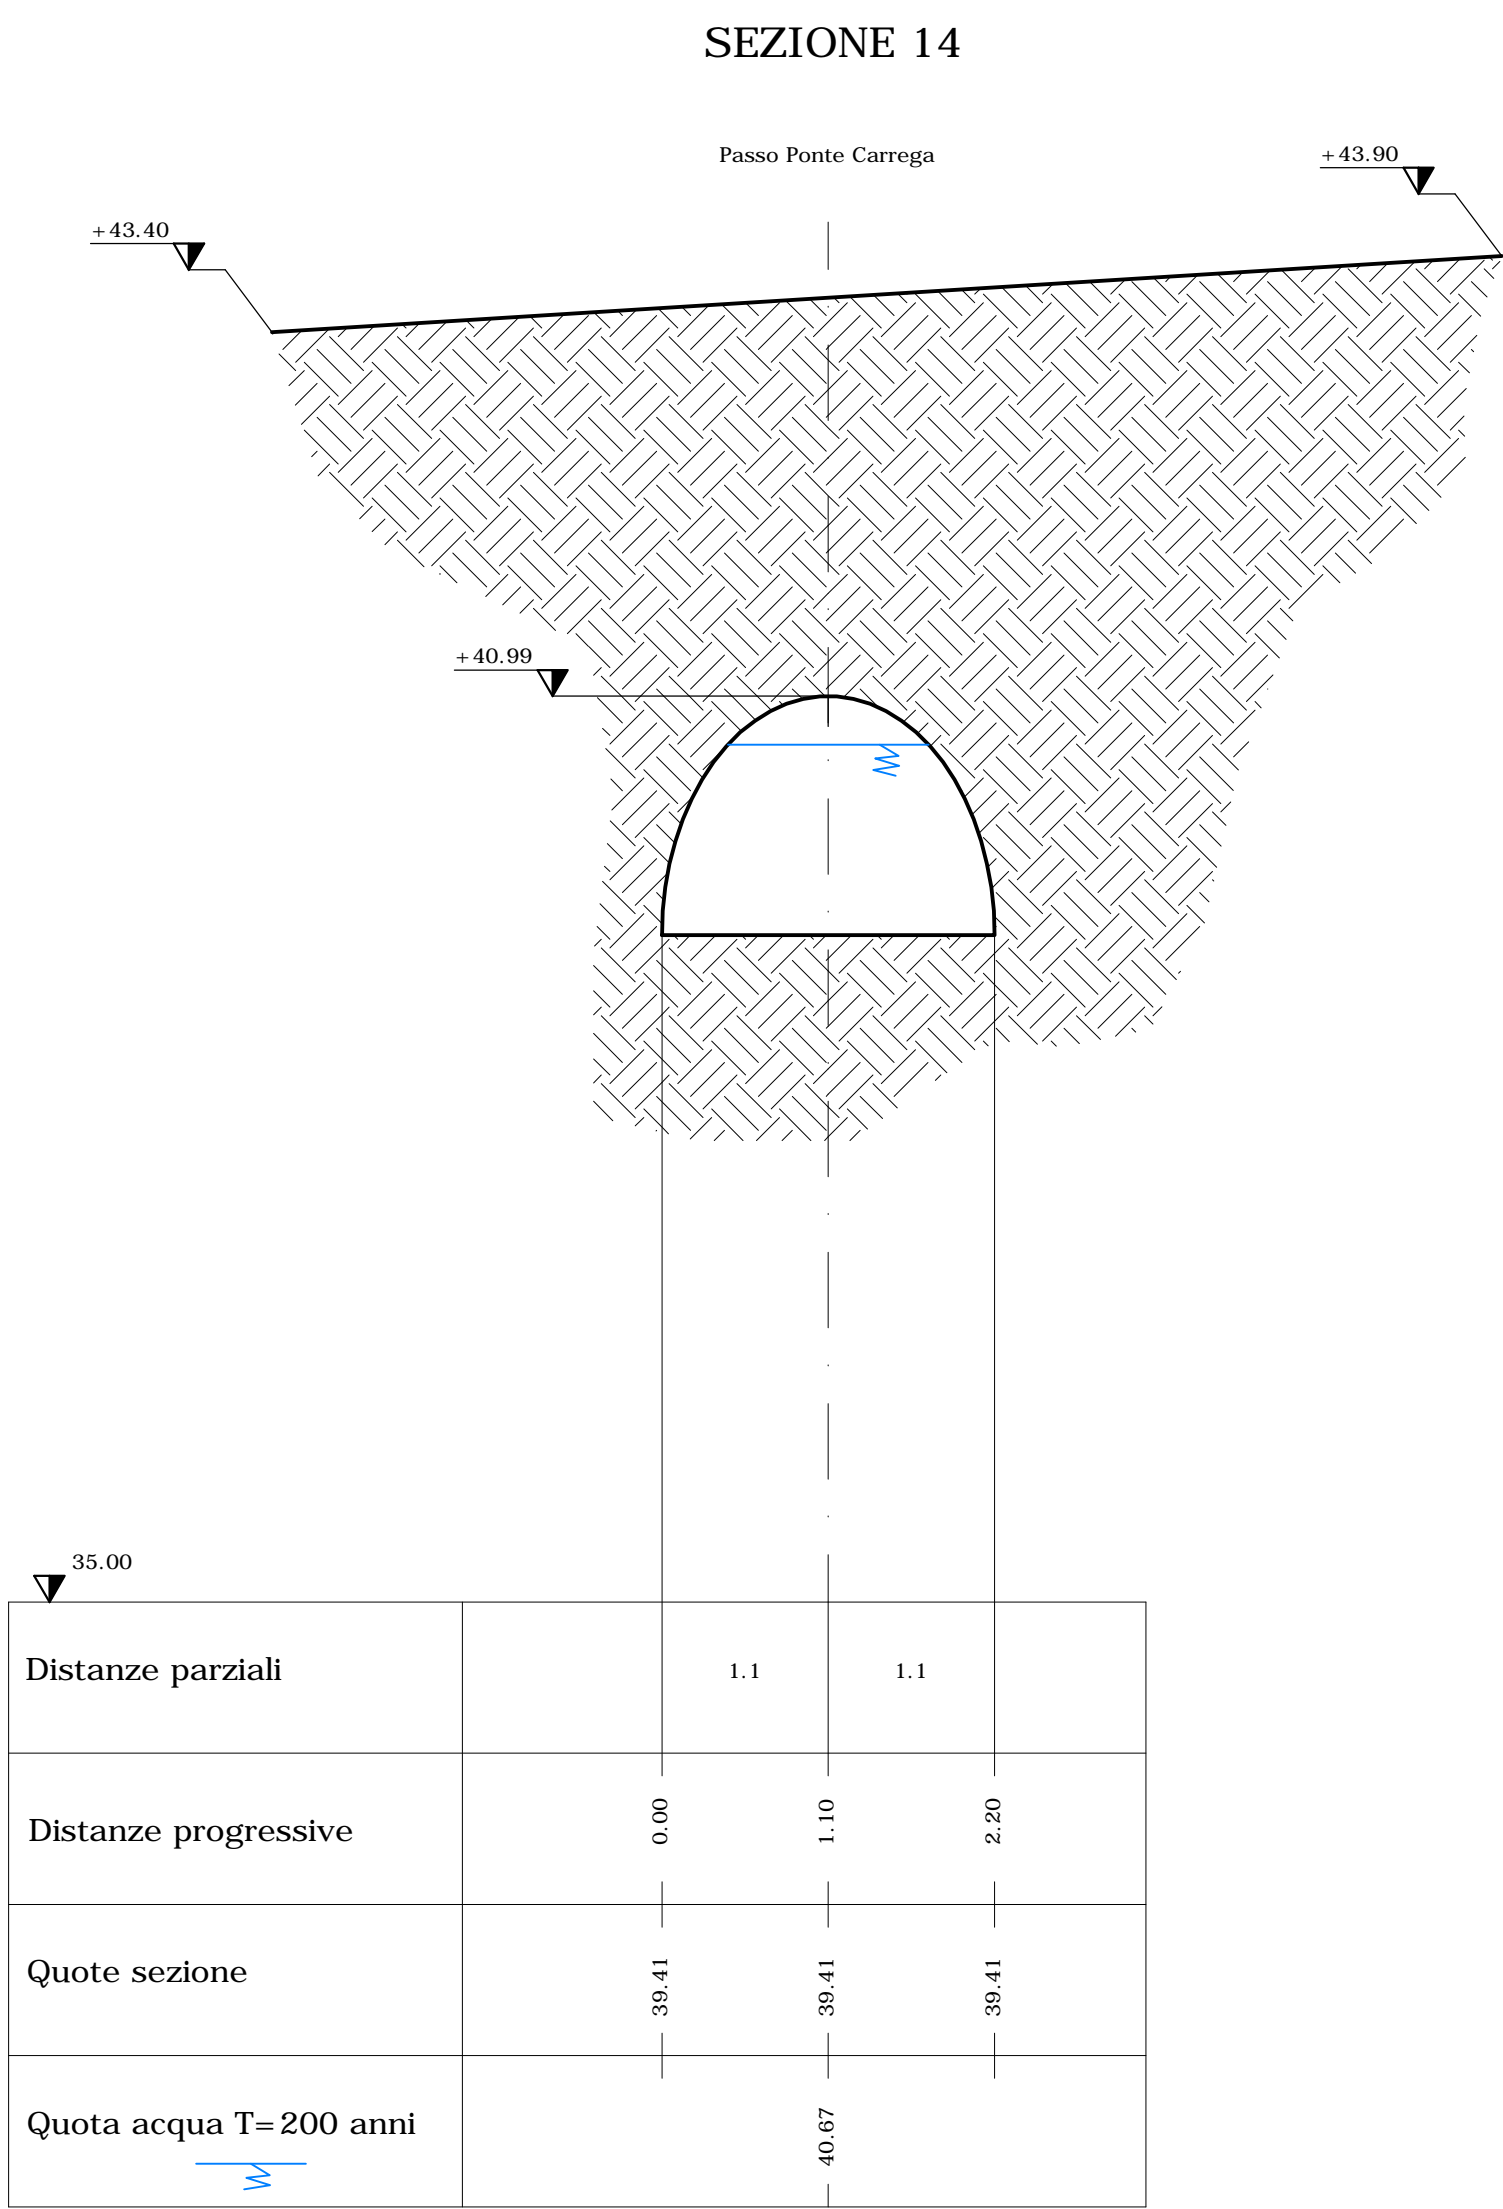 SEZIONE 14
Passo Ponte Carrega
+43.90
+43.40
+40.99
35.00
Distanze parziali
1.1
1.1
Distanze progressive
0.00
1.10
2.20
Quote sezione
39.41
39.41
39.41
Quota acqua T=200 anni
40.67